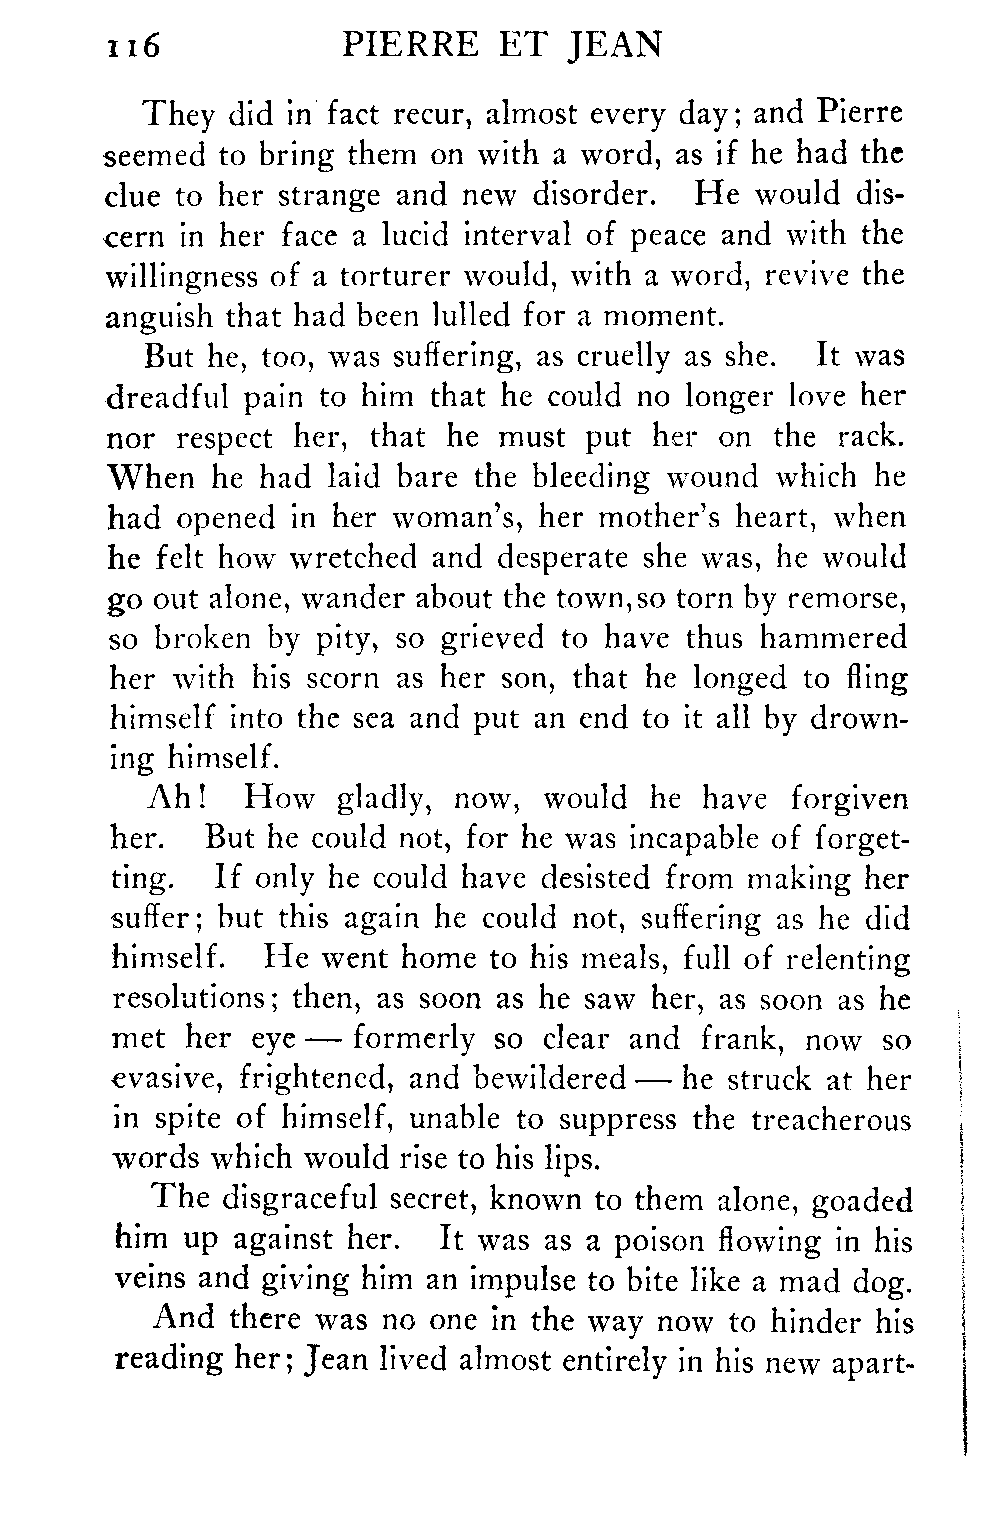 116 PIERRE ET JEAN
They did in fact recur, almost every day; and Pierre
seemed to bring them on with a word, as if he had the
clue to her strange and new disorder. He would dis-
cern in her face a lucid interval of peace and with the
willingness of a torturer would, with a word, revive the
anguish that had been lulled for a moment.
But he, too, was suffering, as cruelly as she. It was
dreadful pain to him that he could no longer love her
nor respect her, that he must put her on the rack.
When he had laid bare the bleeding wound which he
had opened in her woman's, her mother's heart, when
he felt how wretched and desperate she was, he would
go out alone, wander about the town, so torn by remorse,
so broken by pity, so grieved to have thus hammered
her with his scorn as her son, that he longed to fling
himself into the sea and put an end to it all by drown-
ing himself.
Ah! How gladly, now, would he have forgiven
her. But he could not, for he was incapable of forget-
ting. If only he could have desisted from making her
suffer; but this again he could not, suffering as he did
himself. He went home to his meals, full of relenting
resolutions; then, as soon as he saw her, as soon as he
met her eye — formerly so clear and frank, now so
evasive, frightened, and bewildered — he struck at her
in spite of himself, unable to suppress the treacherous
words which would rise to his lips.
The disgraceful secret, known to them alone, goaded
him up against her. It was as a poison flowing in his
veins and giving him an impulse to bite like a mad dog.
And there was no one in the way now to hinder his
reading her; Jean lived almost entirely in his new apart-